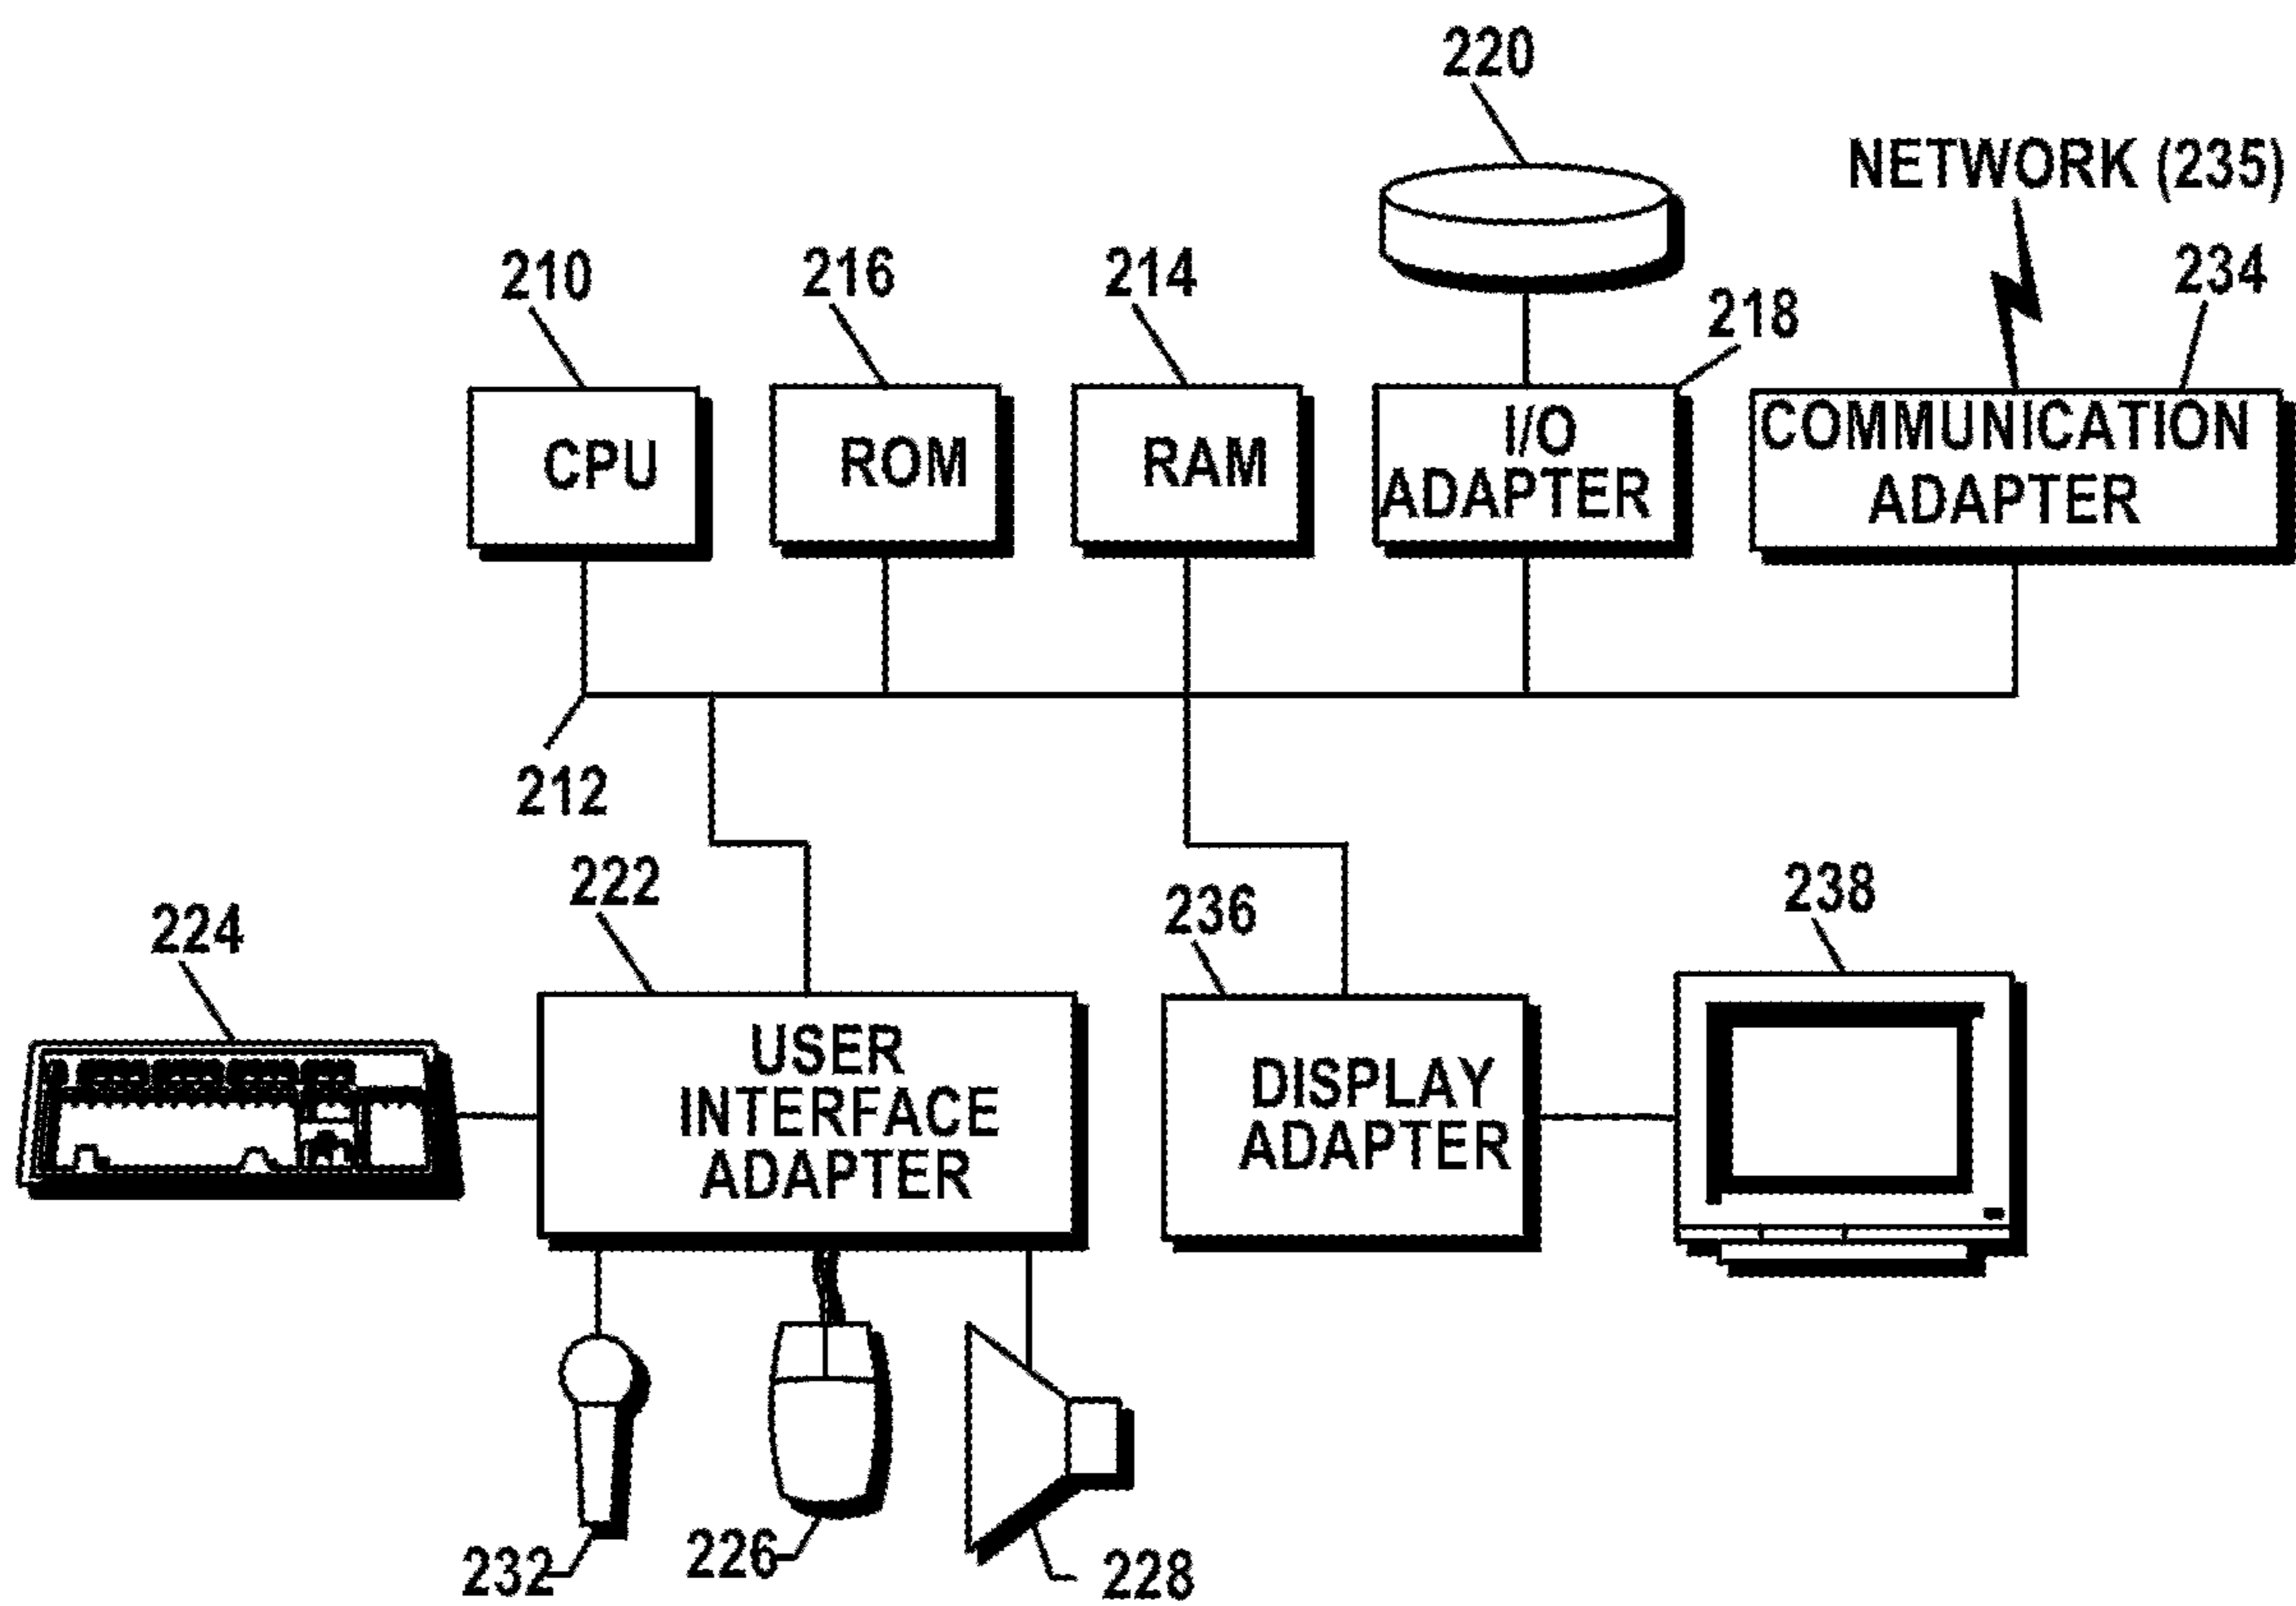 220
NETWORK (235)
210
216
214
218
234
CPU
ROM
RAM
I/O
ADAPTER
COMMUNICATION
ADAPTER
212
222
224
236
238
USER
INTERFACE
ADAPTER
DISPLAY
ADAPTER
232
226
228